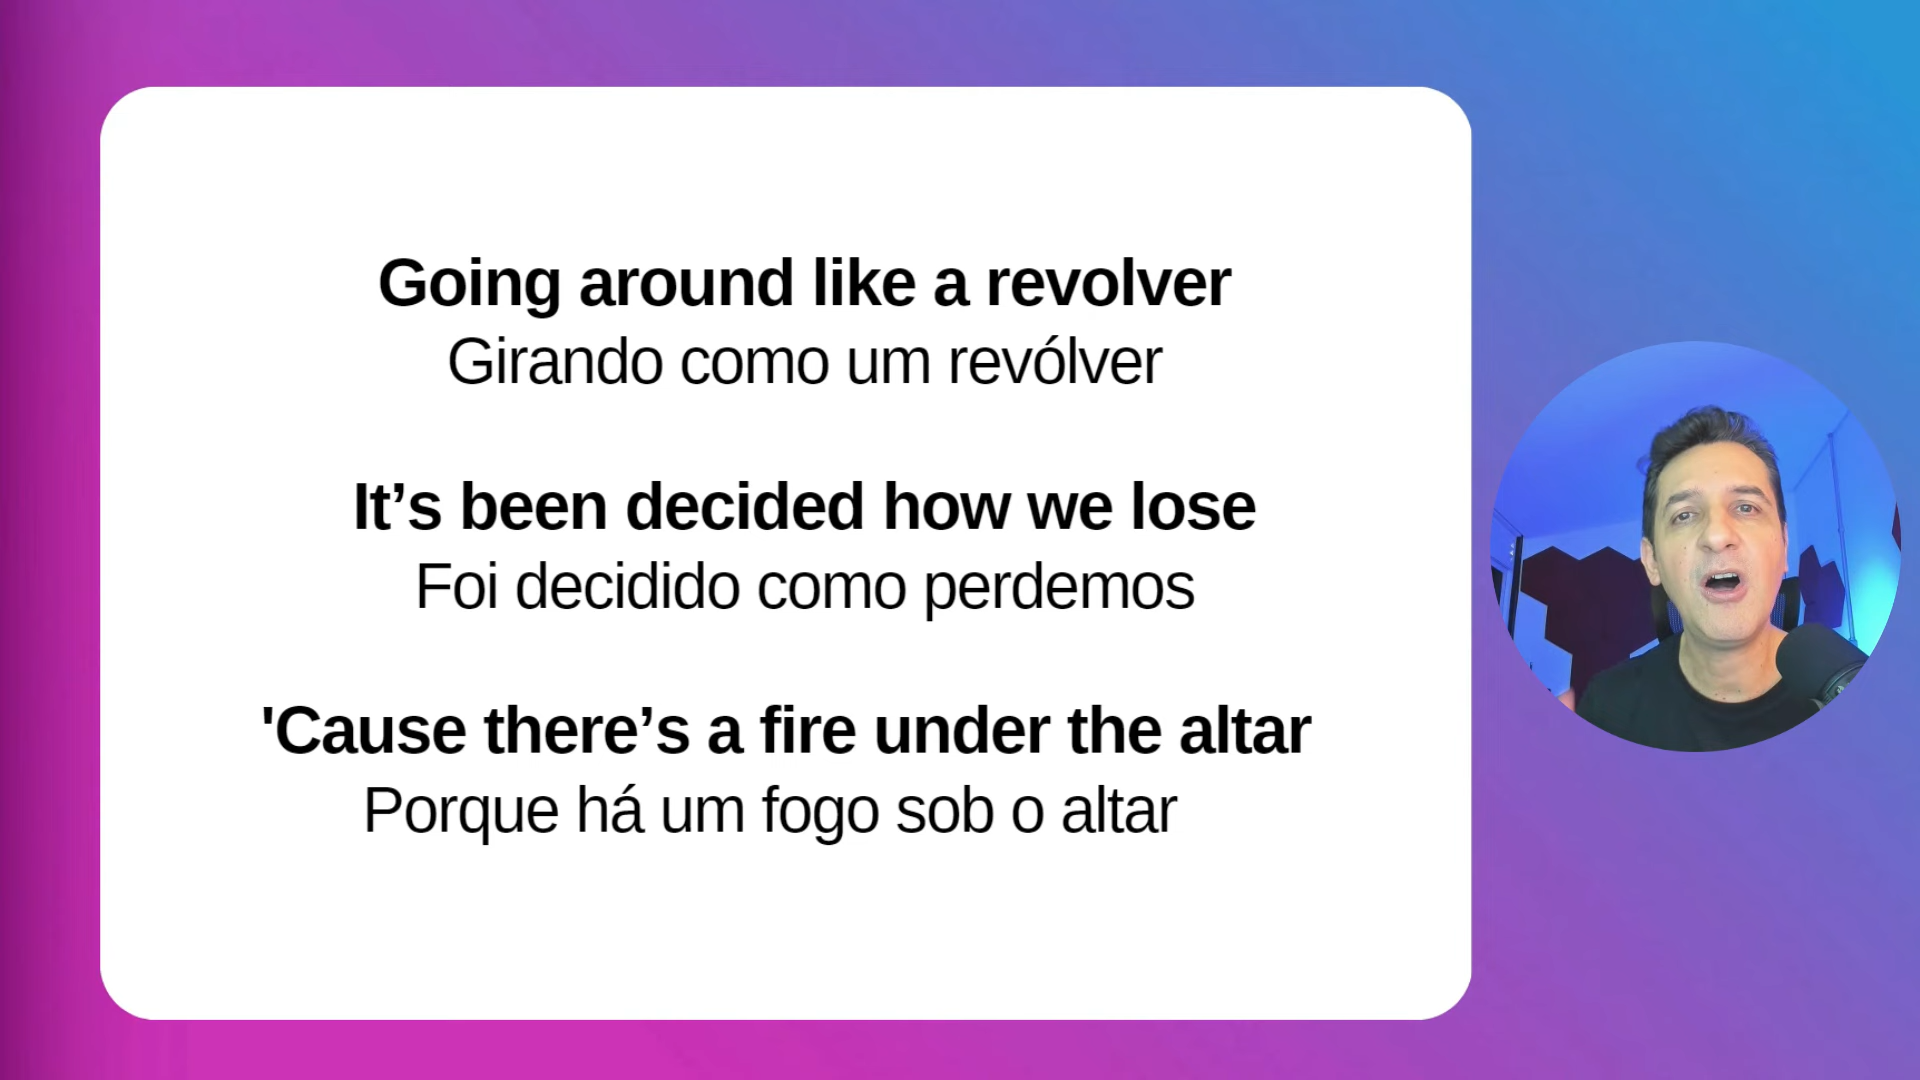 Going around like a revolver
Girando como um revólver
It’s been decided how we lose
Foi decidido como perdemos
'Cause there’s a fire under the altar
Porque há um fogo sob o altar